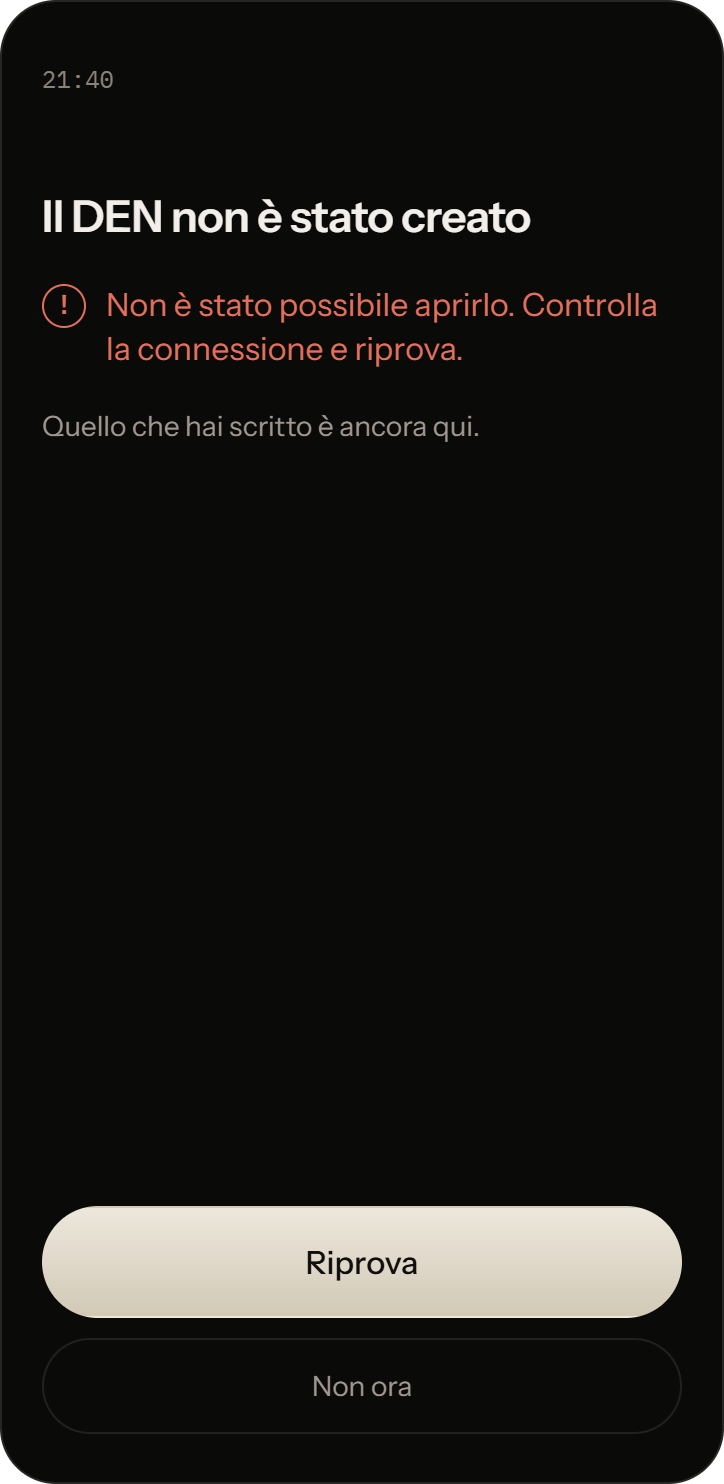 21:40
Il DEN non è stato creato
! Non è stato possibile aprirlo. Controlla
la connessione e riprova.
Quello che hai scritto è ancora qui.
Riprova
Non ora